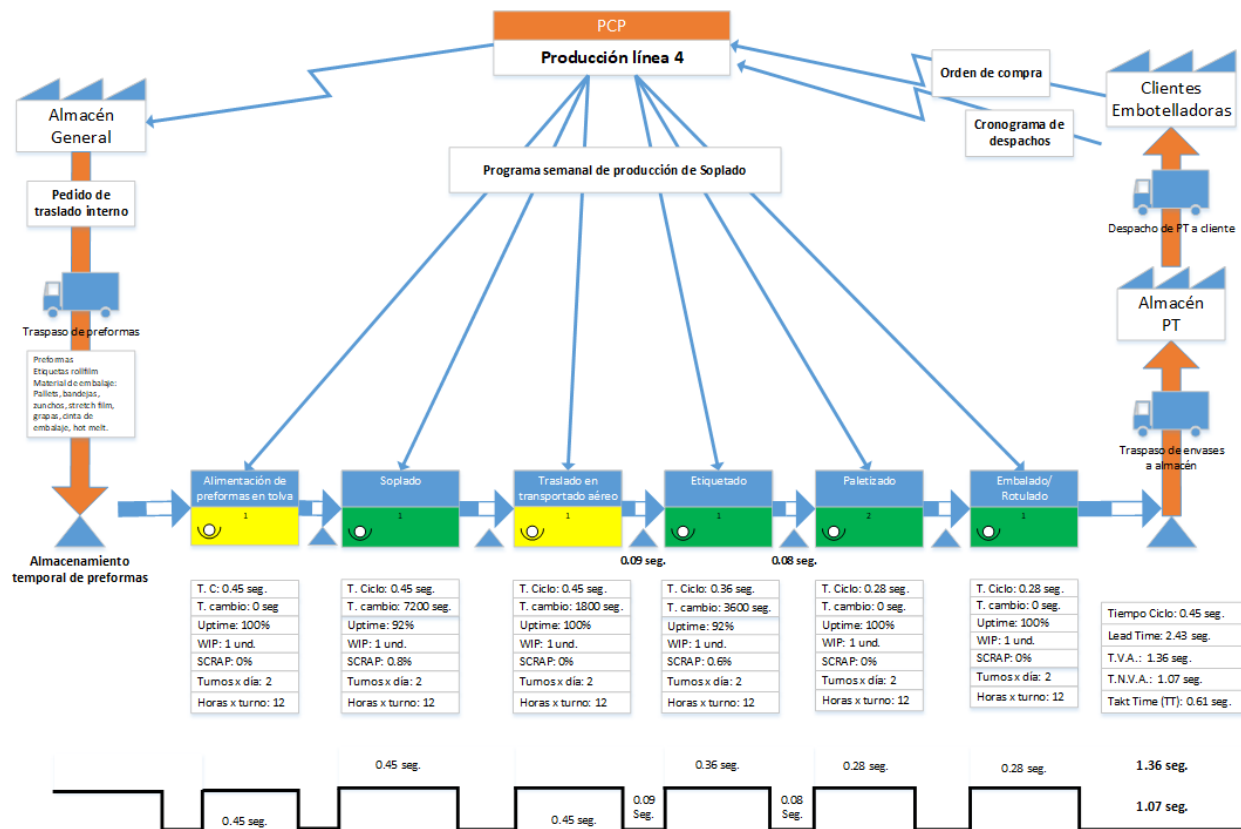 PCP
Producción línea 4
Orden de compra
Cronograma de
despachos
Clientes
Embotelladoras
Almacén
General
Pedido de
traslado interno
Programa semanal de producción de Soplado
Despacho de PT a cliente
Traspaso de preformas
Almacén
PT
Preformas
Etiquetas rollfilm
Material de embalaje:
Pallets, bandejas,
zunchos, stretch film,
grapas, cinta de
embalaje, hot melt.
Traspaso de envases
a almacén
Alimentación de
preformas en tolva
1
Soplado
1
Traslado en
transportado aéreo
1
Etiquetado
1
Paletizado
2
Embalado/
Rotulado
1
Almacenamiento
temporal de preformas
0.09 seg.
0.08 seg.
T. C: 0.45 seg.
T. cambio: 0 seg
Uptime: 100%
WIP: 1 und.
SCRAP: 0%
Turnos x día: 2
Horas x turno: 12
T. Ciclo: 0.45 seg.
T. cambio: 7200 seg.
Uptime: 92%
WIP: 1 und.
SCRAP: 0.8%
Turnos x día: 2
Horas x turno: 12
T. Ciclo: 0.45 seg.
T. cambio: 1800 seg.
Uptime: 100%
WIP: 1 und.
SCRAP: 0%
Turnos x día: 2
Horas x turno: 12
T. Ciclo: 0.36 seg.
T. cambio: 3600 seg.
Uptime: 92%
WIP: 1 und.
SCRAP: 0.6%
Turnos x día: 2
Horas x turno: 12
T. Ciclo: 0.28 seg.
T. cambio: 0 seg.
Uptime: 100%
WIP: 1 und.
SCRAP: 0%
Turnos x día: 2
Horas x turno: 12
T. Ciclo: 0.28 seg.
T. cambio: 0 seg.
Uptime: 100%
WIP: 1 und.
SCRAP: 0%
Turnos x día: 2
Horas x turno: 12
Tiempo Ciclo: 0.45 seg.
Lead Time: 2.43 seg.
T.V.A.: 1.36 seg.
T.N.V.A.: 1.07 seg.
Takt Time (TT): 0.61 seg.
0.45 seg.
0.36 seg.
0.28 seg.
0.28 seg.
1.36 seg.
0.45 seg.
0.45 seg.
0.09
Seg.
0.08
Seg.
1.07 seg.